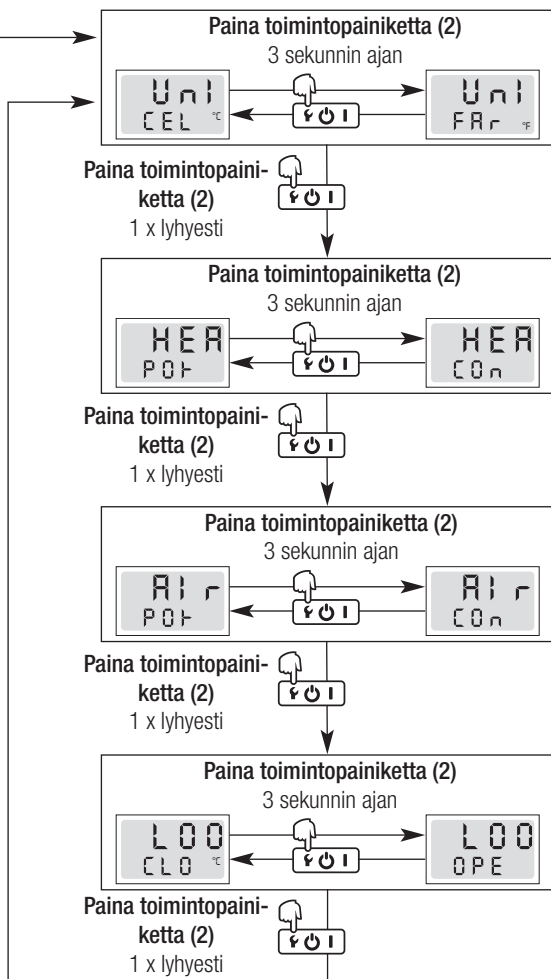 Paina toimintopainiketta (2)
3 sekunnin ajan
UnI UnI
CEL °C FAr °F
Paina toimintopaini-
ketta (2)
1 x lyhyesti
Paina toimintopainiketta (2)
3 sekunnin ajan
HEA HEA
POt COn
Paina toimintopaini-
ketta (2)
1 x lyhyesti
Paina toimintopainiketta (2)
3 sekunnin ajan
AIr AIr
POt COn
Paina toimintopaini-
ketta (2)
1 x lyhyesti
Paina toimintopainiketta (2)
3 sekunnin ajan
LOO LOO
CLO °C OPE
Paina toimintopaini-
ketta (2)
1 x lyhyesti